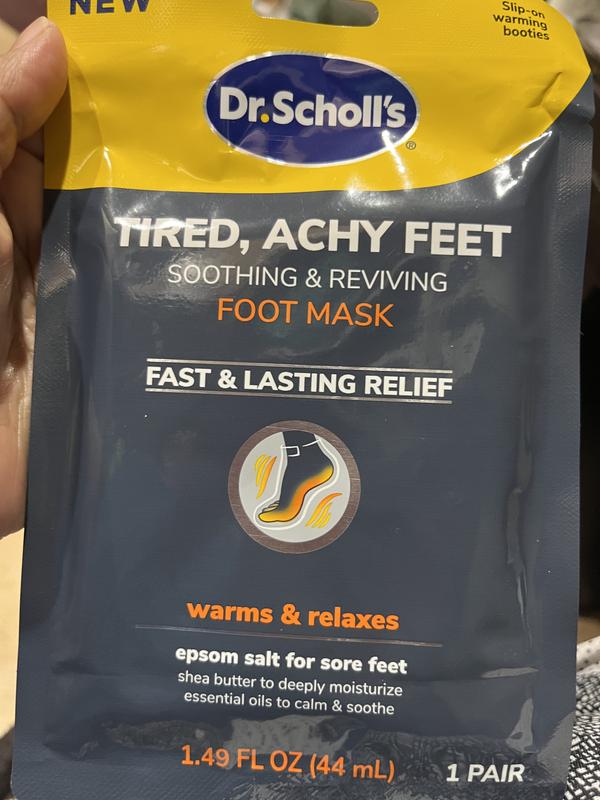 NEW
Slip-on
warming
booties
Dr.Scholl's®
TIRED, ACHY FEET
SOOTHING & REVIVING
FOOT MASK
FAST & LASTING RELIEF
warms & relaxes
epsom salt for sore feet
shea butter to deeply moisturize
essential oils to calm & soothe
1.49 FL OZ (44 mL)
1 PAIR